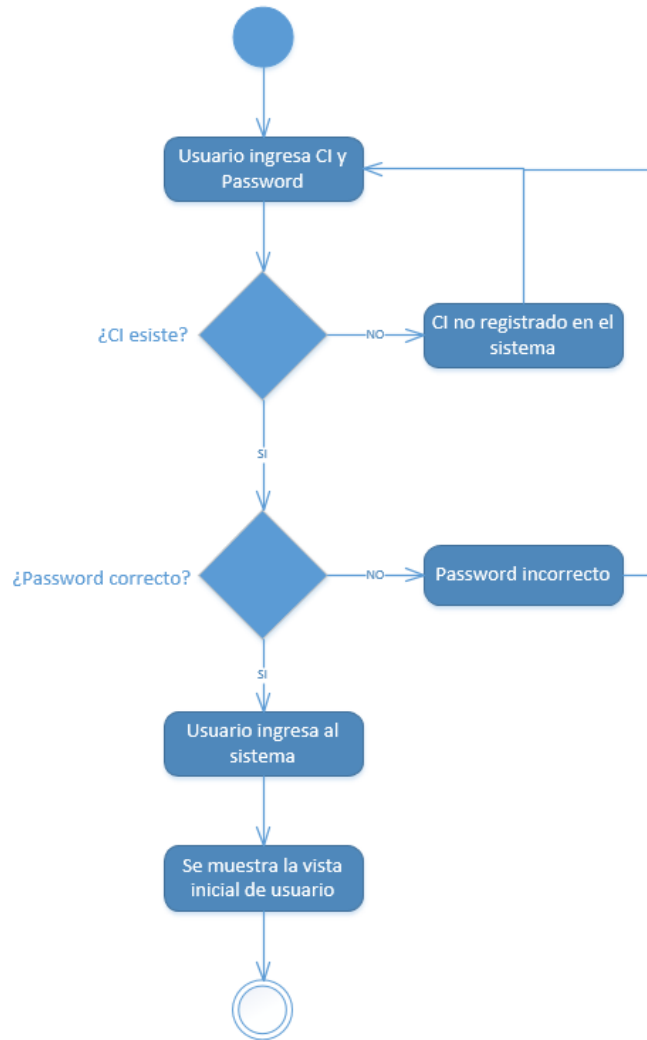 Usuario ingresa CI y
Password
¿CI esiste?
NO
CI no registrado en el
sistema
SI
¿Password correcto?
NO
Password incorrecto
SI
Usuario ingresa al
sistema
Se muestra la vista
inicial de usuario